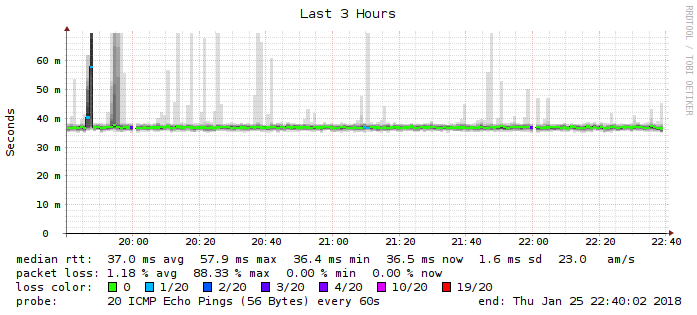 Last 3 Hours
RRDTOOL / TOBI OETIKER
Seconds
60 m
50 m
40 m
30 m
20 m
10 m
0
20:00 20:20 20:40 21:00 21:20 21:40 22:00 22:20 22:40
median rtt: 37.0 ms avg 57.9 ms max 36.4 ms min 36.5 ms now 1.6 ms sd 23.0 am/s
packet loss: 1.18 % avg 88.33 % max 0.00 % min 0.00 % now
loss color: 0 1/20 2/20 3/20 4/20 10/20 19/20
probe: 20 ICMP Echo Pings (56 Bytes) every 60s end: Thu Jan 25 22:40:02 2018